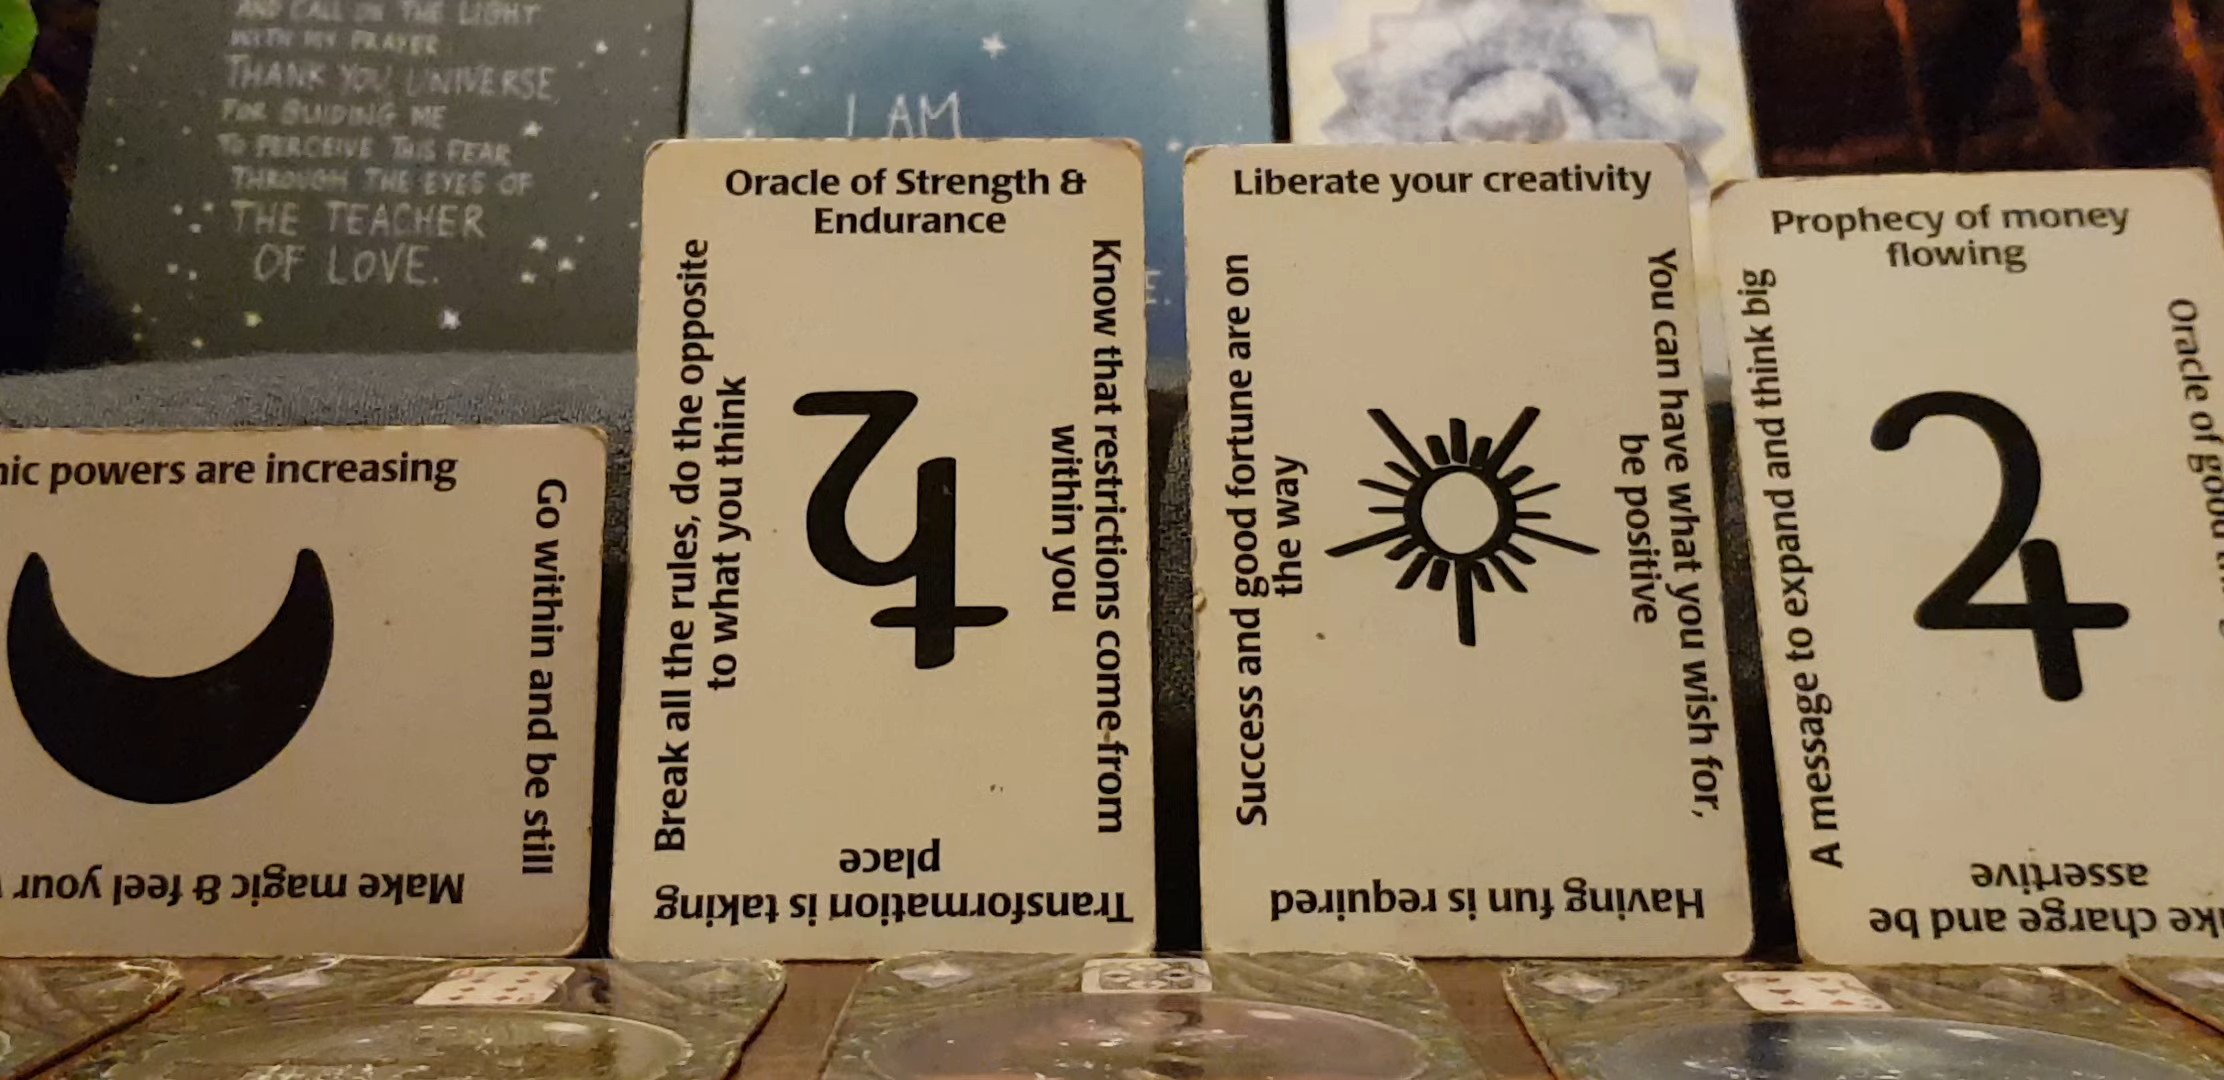 AND CALL ON THE LIGHT
WITH MY PRAYER
THANK YOU, UNIVERSE,
FOR GUIDING ME
TO PERCEIVE THIS FEAR
THROUGH THE EYES OF
THE TEACHER
OF LOVE.
I AM
E.
nic powers are increasing
Go within and be still
Make magic & feel your
Oracle of Strength &
Endurance
Break all the rules, do the opposite
to what you think
Know that restrictions come from
within you
Transformation is taking
place
Liberate your creativity
Success and good fortune are on
the way
You can have what you wish for,
be positive
Having fun is required
Prophecy of money
flowing
A message to expand and think big
Oracle of good
ke charge and be
assertive